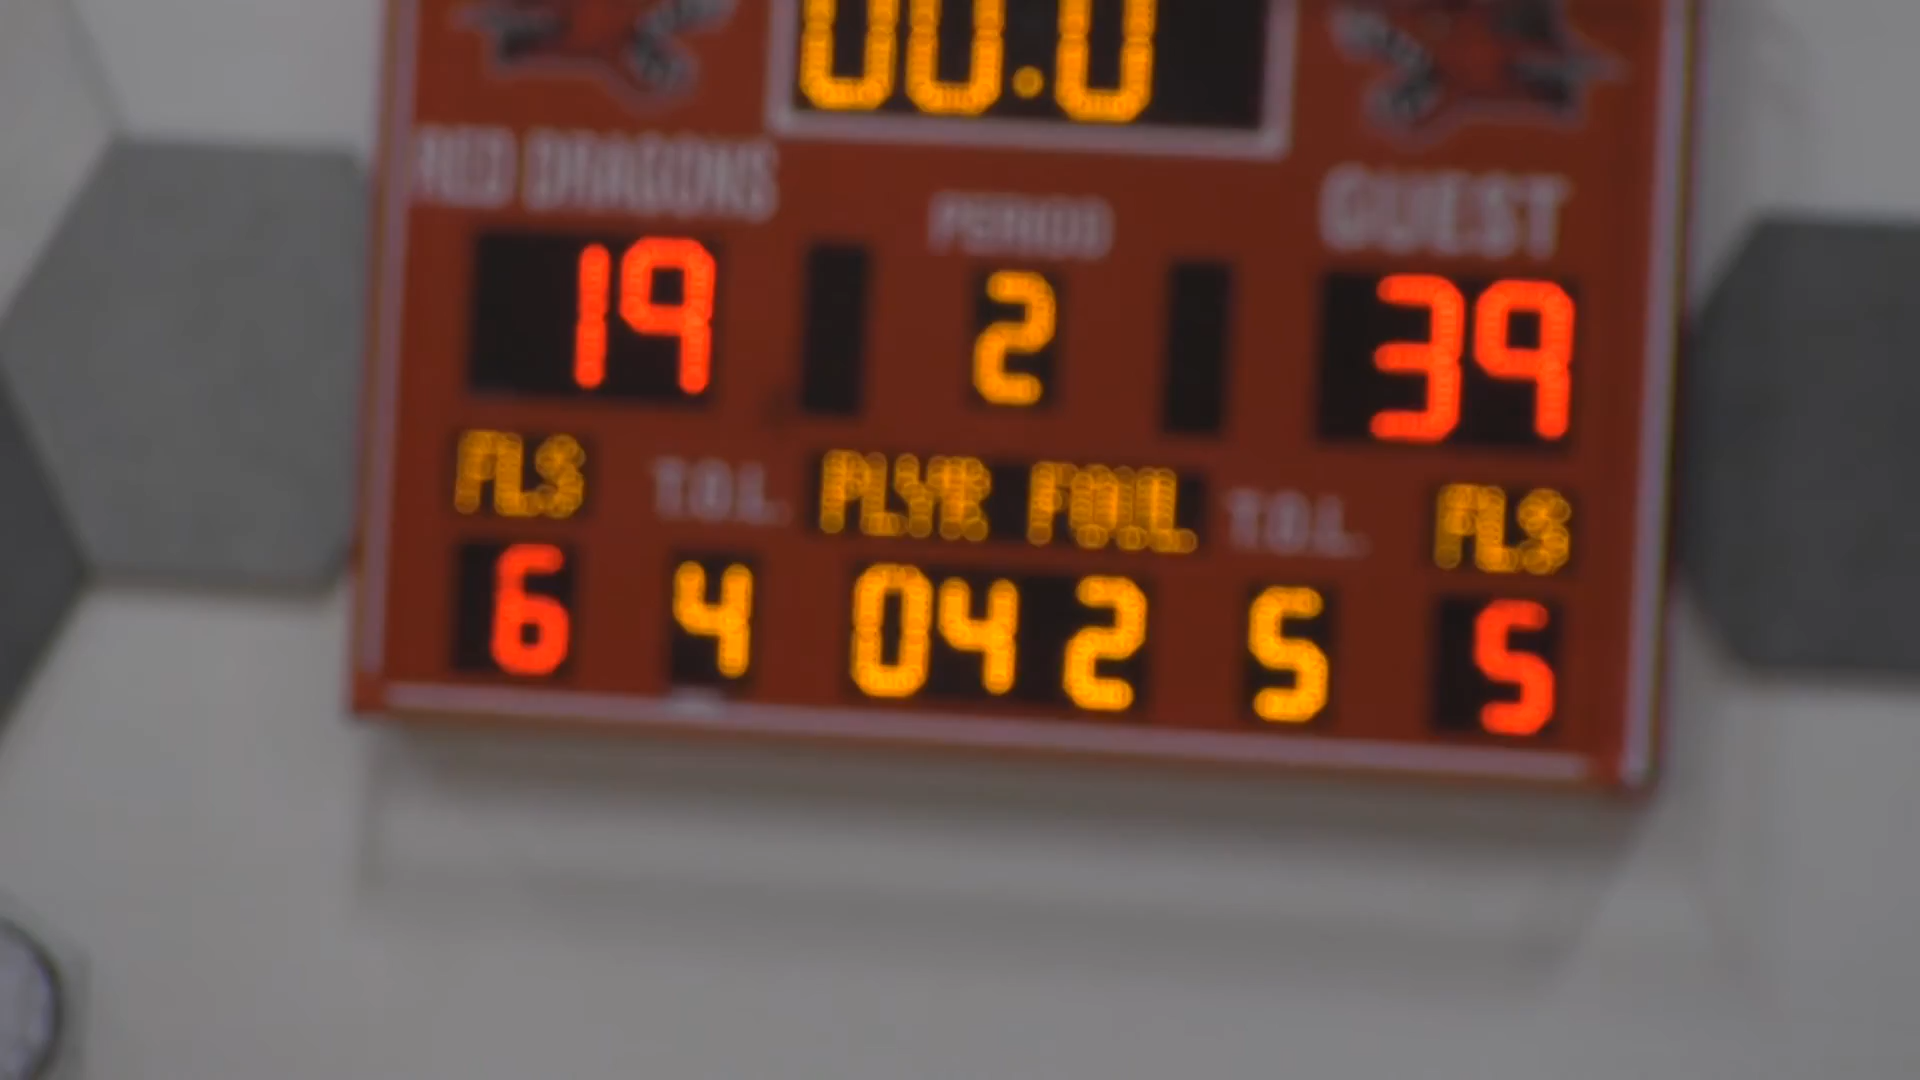 00.0
RED DRAGONS
PERIOD
GUEST
19
2
39
FLS
T.O.L.
PLYR FOUL
T.O.L.
FLS
6
4
04 2
5
5